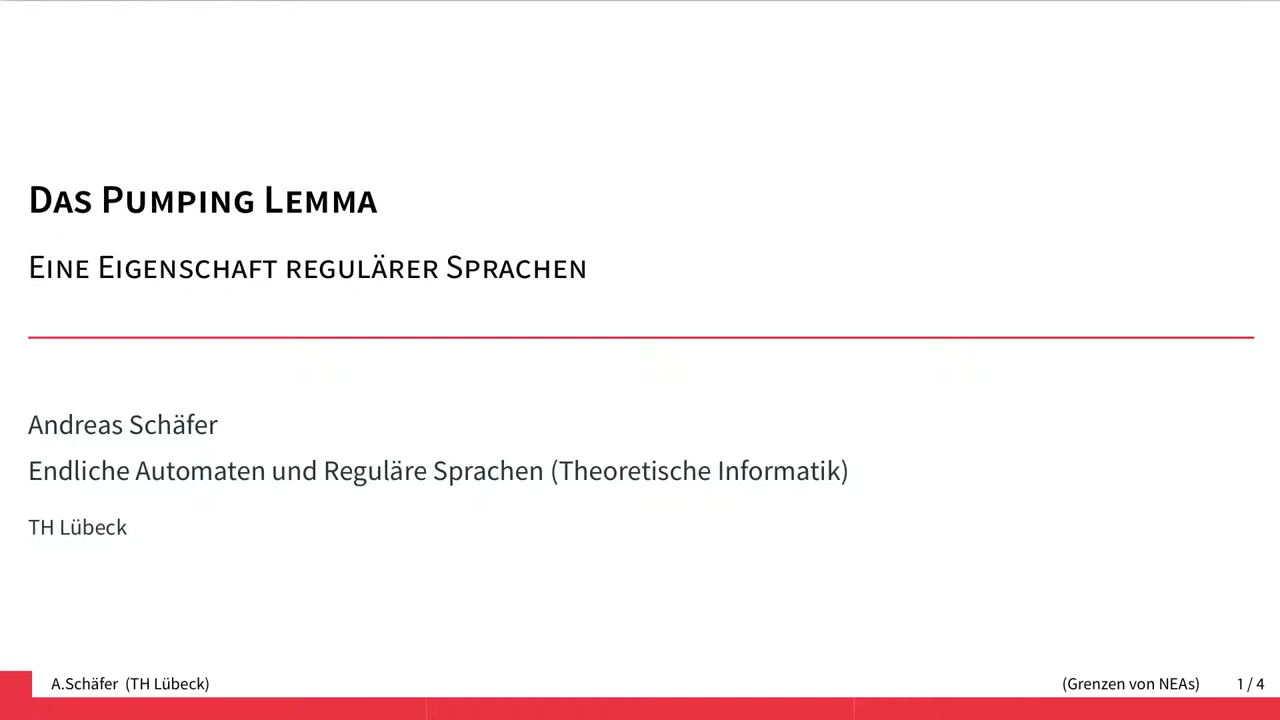 Das Pumping Lemma
Eine Eigenschaft regulärer Sprachen
Andreas Schäfer
Endliche Automaten und Reguläre Sprachen (Theoretische Informatik)
TH Lübeck
A.Schäfer (TH Lübeck) (Grenzen von NEAs) 1 / 4